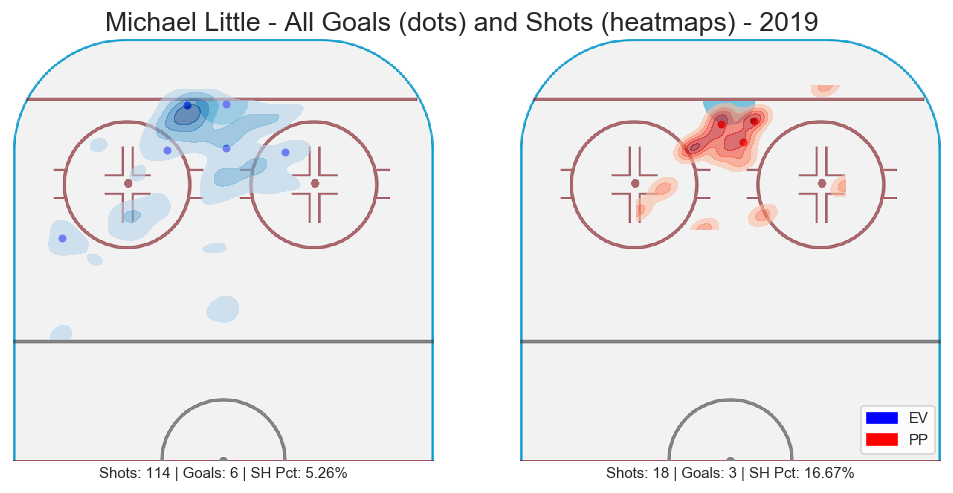 Michael Little - All Goals (dots) and Shots (heatmaps) - 2019
EV
PP
Shots: 114 | Goals: 6 | SH Pct: 5.26%
Shots: 18 | Goals: 3 | SH Pct: 16.67%